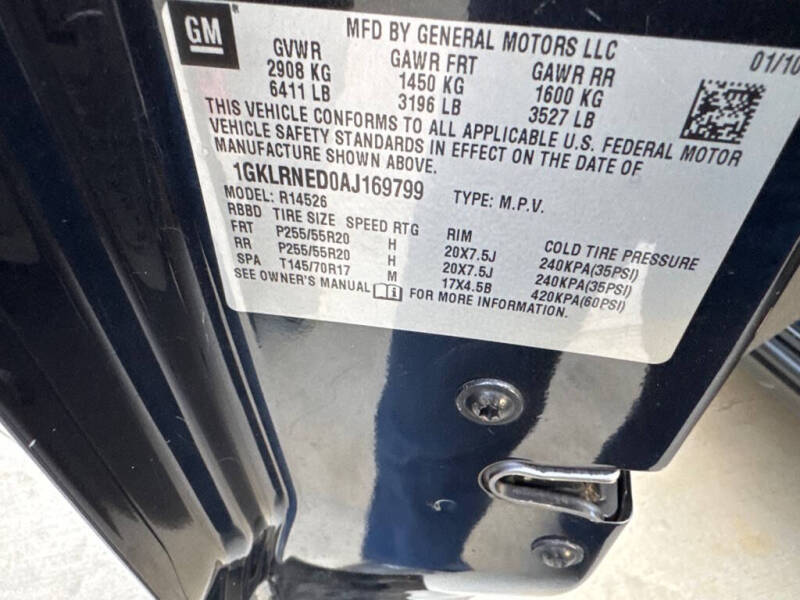 GM
MFD BY GENERAL MOTORS LLC
01/10
GVWR GAWR FRT GAWR RR
2908 KG 1450 KG 1600 KG
6411 LB 3196 LB 3527 LB
THIS VEHICLE CONFORMS TO ALL APPLICABLE U.S. FEDERAL MOTOR
VEHICLE SAFETY STANDARDS IN EFFECT ON THE DATE OF
MANUFACTURE SHOWN ABOVE.
1GKLRNED0AJ169799 TYPE: M.P.V.
MODEL: R14526
RBBD TIRE SIZE SPEED RTG RIM COLD TIRE PRESSURE
FRT P255/55R20 H 20X7.5J 240KPA(35PSI)
RR P255/55R20 H 20X7.5J 240KPA(35PSI)
SPA T145/70R17 M 17X4.5B 420KPA(60PSI)
SEE OWNER'S MANUAL FOR MORE INFORMATION.